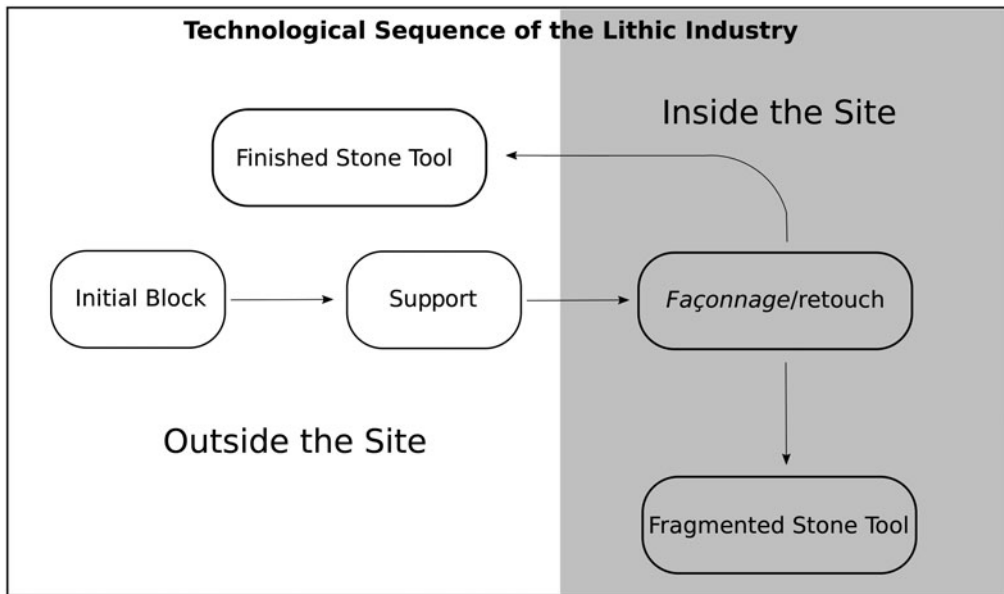 Technological Sequence of the Lithic Industry
Inside the Site
Finished Stone Tool
Initial Block
Support
Façonnage/retouch
Outside the Site
Fragmented Stone Tool